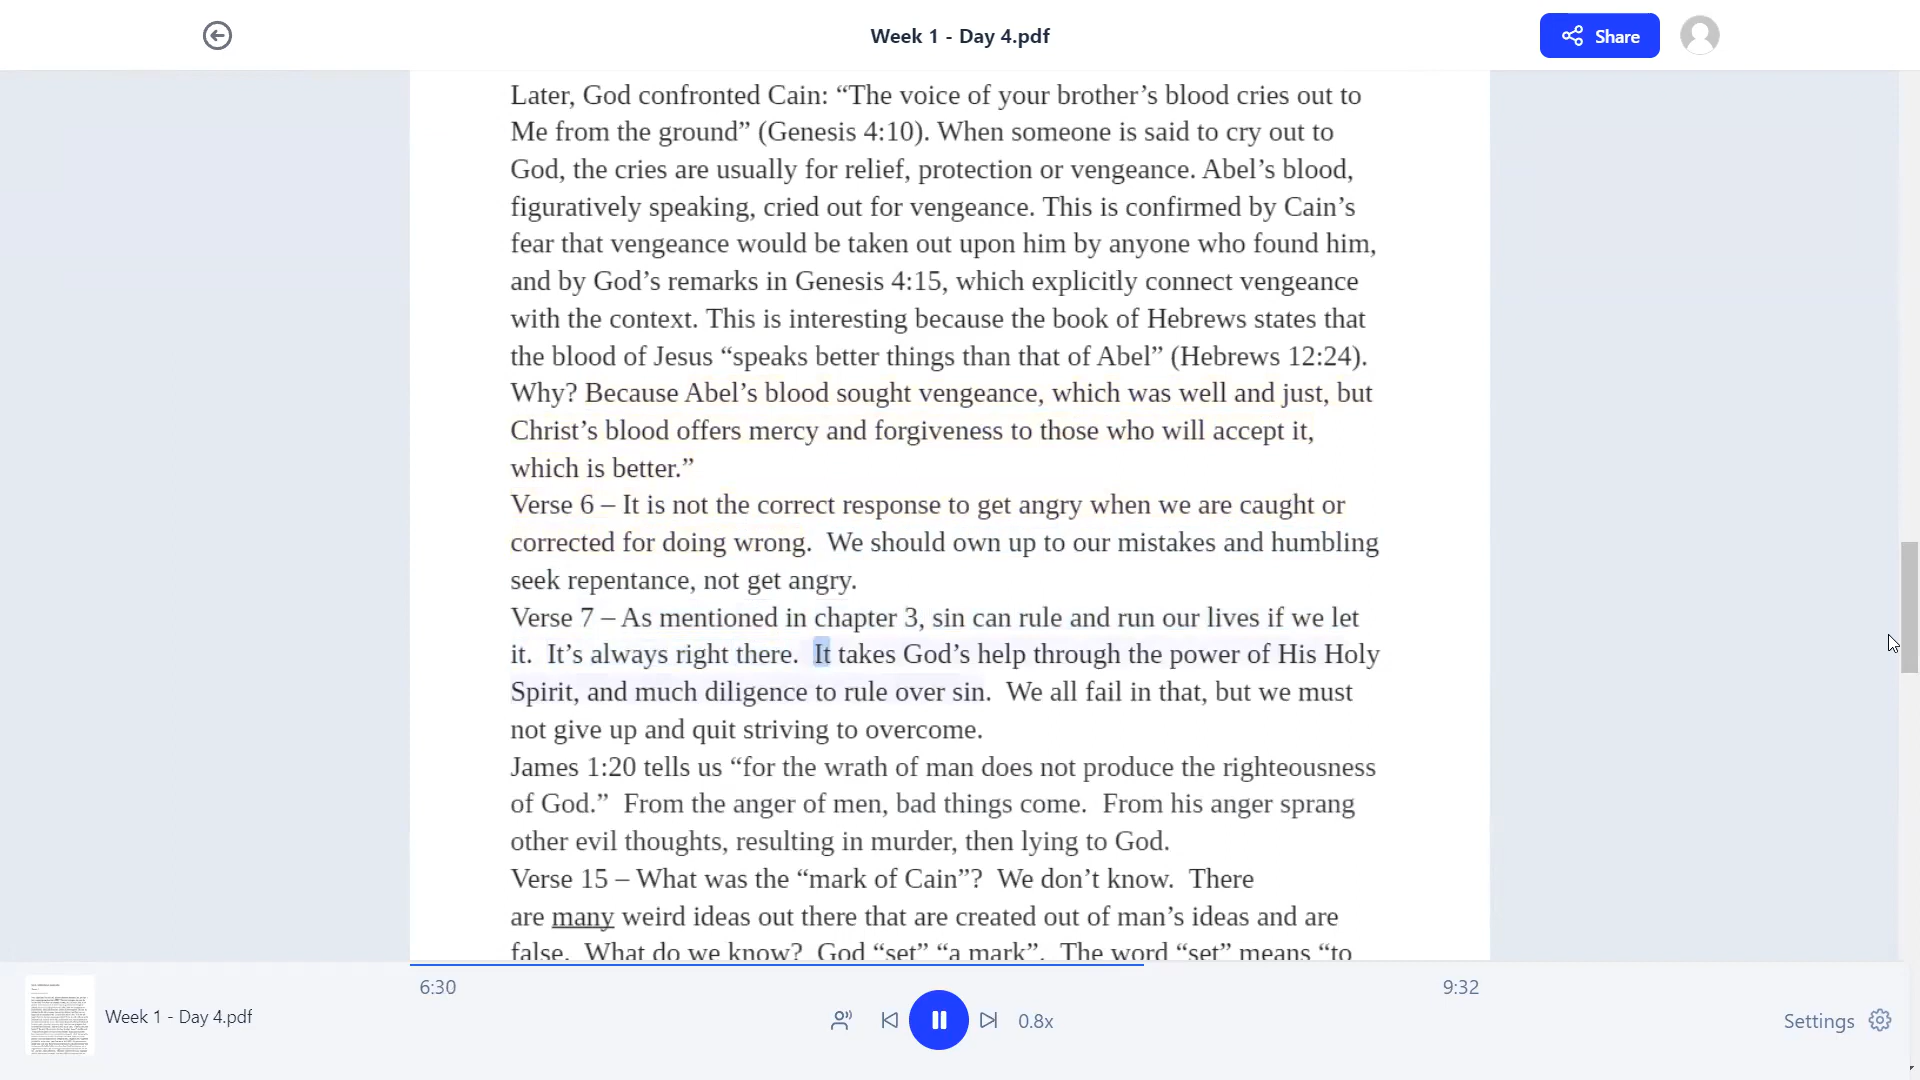 Week 1 - Day 4.pdf
Share
Later, God confronted Cain: “The voice of your brother’s blood cries out to
Me from the ground” (Genesis 4:10). When someone is said to cry out to
God, the cries are usually for relief, protection or vengeance. Abel’s blood,
figuratively speaking, cried out for vengeance. This is confirmed by Cain’s
fear that vengeance would be taken out upon him by anyone who found him,
and by God’s remarks in Genesis 4:15, which explicitly connect vengeance
with the context. This is interesting because the book of Hebrews states that
the blood of Jesus “speaks better things than that of Abel” (Hebrews 12:24).
Why? Because Abel’s blood sought vengeance, which was well and just, but
Christ’s blood offers mercy and forgiveness to those who will accept it,
which is better.”
Verse 6 – It is not the correct response to get angry when we are caught or
corrected for doing wrong.  We should own up to our mistakes and humbling
seek repentance, not get angry.
Verse 7 – As mentioned in chapter 3, sin can rule and run our lives if we let
it.  It’s always right there.  It takes God’s help through the power of His Holy
Spirit, and much diligence to rule over sin.  We all fail in that, but we must
not give up and quit striving to overcome.
James 1:20 tells us “for the wrath of man does not produce the righteousness
of God.”  From the anger of men, bad things come.  From his anger sprang
other evil thoughts, resulting in murder, then lying to God.
Verse 15 – What was the “mark of Cain”?  We don’t know.  There
are many weird ideas out there that are created out of man’s ideas and are
false.  What do we know?  God “set” “a mark”.  The word “set” means “to
6:30
9:32
Week 1 - Day 4.pdf
0.8x
Settings